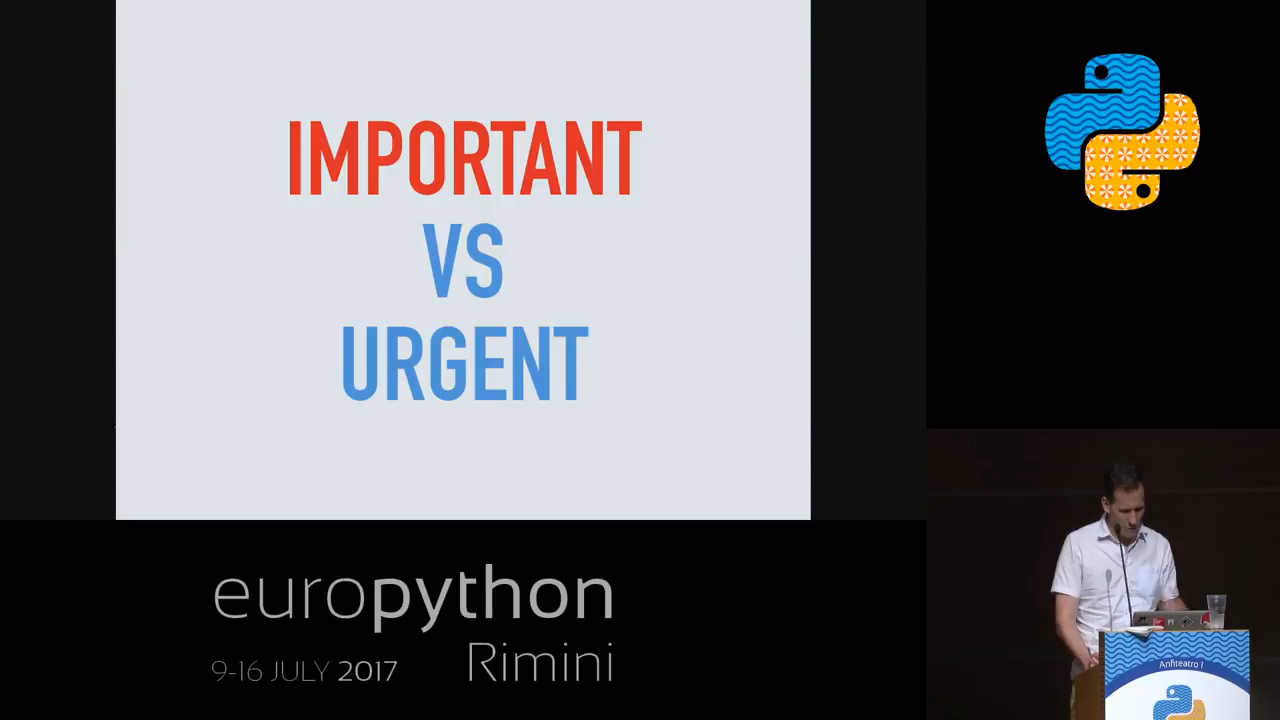 IMPORTANT
VS
URGENT
europython
9-16 JULY 2017
Rimini
Anfiteatro I